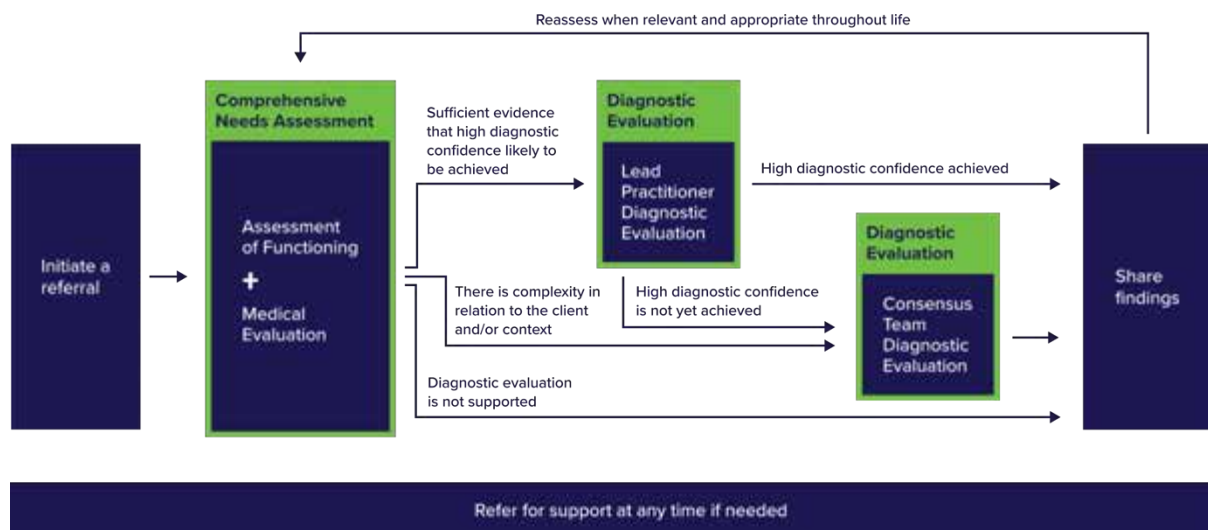 Reassess when relevant and appropriate throughout life
Initiate a
referral
Comprehensive
Needs Assessment
Assessment
of Functioning
+
Medical
Evaluation
Sufficient evidence
that high diagnostic
confidence likely to
be achieved
There is complexity in
relation to the client
and/or context
Diagnostic evaluation
is not supported
Diagnostic
Evaluation
Lead
Practitioner
Diagnostic
Evaluation
High diagnostic confidence achieved
High diagnostic confidence
is not yet achieved
Diagnostic
Evaluation
Consensus
Team
Diagnostic
Evaluation
Share
findings
Refer for support at any time if needed